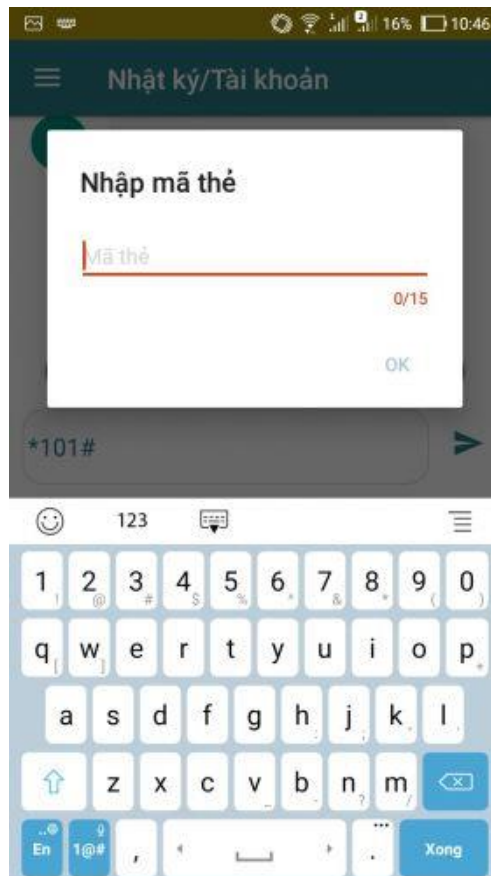 2 16% 10:46
Nhật ký/Tài khoản
Nhập mã thẻ
Mã thẻ
0/15
OK
*101#
123
1 2 3 4 5 6 7 8 9 0
@ # $ % & * ( )
q w e r t y u i o p
[ ]
a s d f g h j k l
z x c v b n m
_ ? /
En 1@# , . Xong